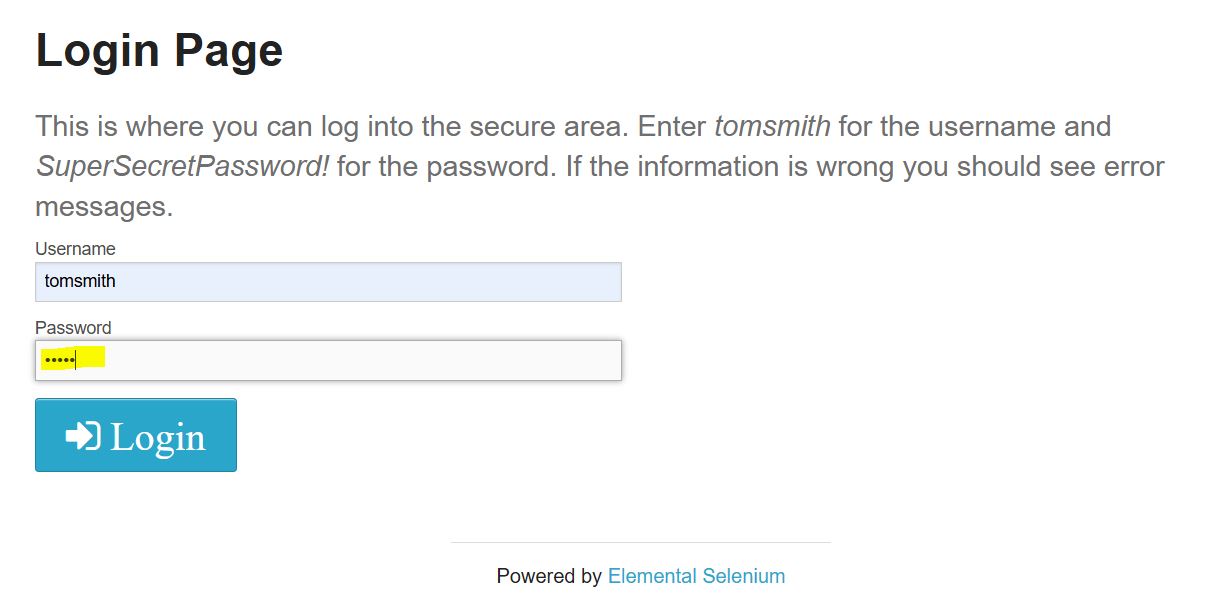 Login Page
This is where you can log into the secure area. Enter tomsmith for the username and
SuperSecretPassword! for the password. If the information is wrong you should see error
messages.
Username
tomsmith
Password
•••••
Login
Powered by Elemental Selenium